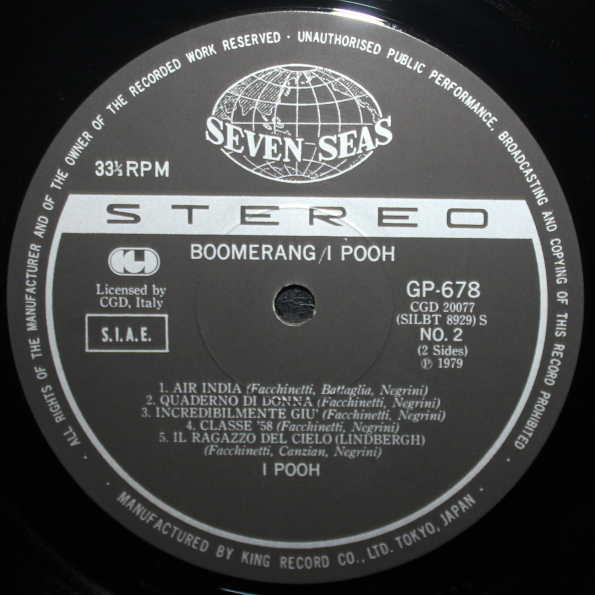 · ALL RIGHTS OF THE MANUFACTURER AND OF THE OWNER OF THE RECORDED WORK RESERVED · UNAUTHORISED PUBLIC PERFORMANCE, BROADCASTING AND COPYING OF THIS RECORD PROHIBITED ·
SEVEN SEAS
33⅓ RPM
STEREO
BOOMERANG/I POOH
Licensed by
CGD, Italy
S.I.A.E.
GP-678
CGD 20077
(SILBT 8929) S
NO. 2
(2 Sides)
Ⓟ 1979
1. AIR INDIA (Facchinetti, Battaglia, Negrini)
2. QUADERNO DI DONNA (Facchinetti, Negrini)
3. INCREDIBILMENTE GIU' (Facchinetti, Negrini)
4. CLASSE '58 (Facchinetti, Negrini)
5. IL RAGAZZO DEL CIELO (LINDBERGH)
(Facchinetti, Canzian, Negrini)
I POOH
· MANUFACTURED BY KING RECORD CO., LTD. TOKYO, JAPAN ·